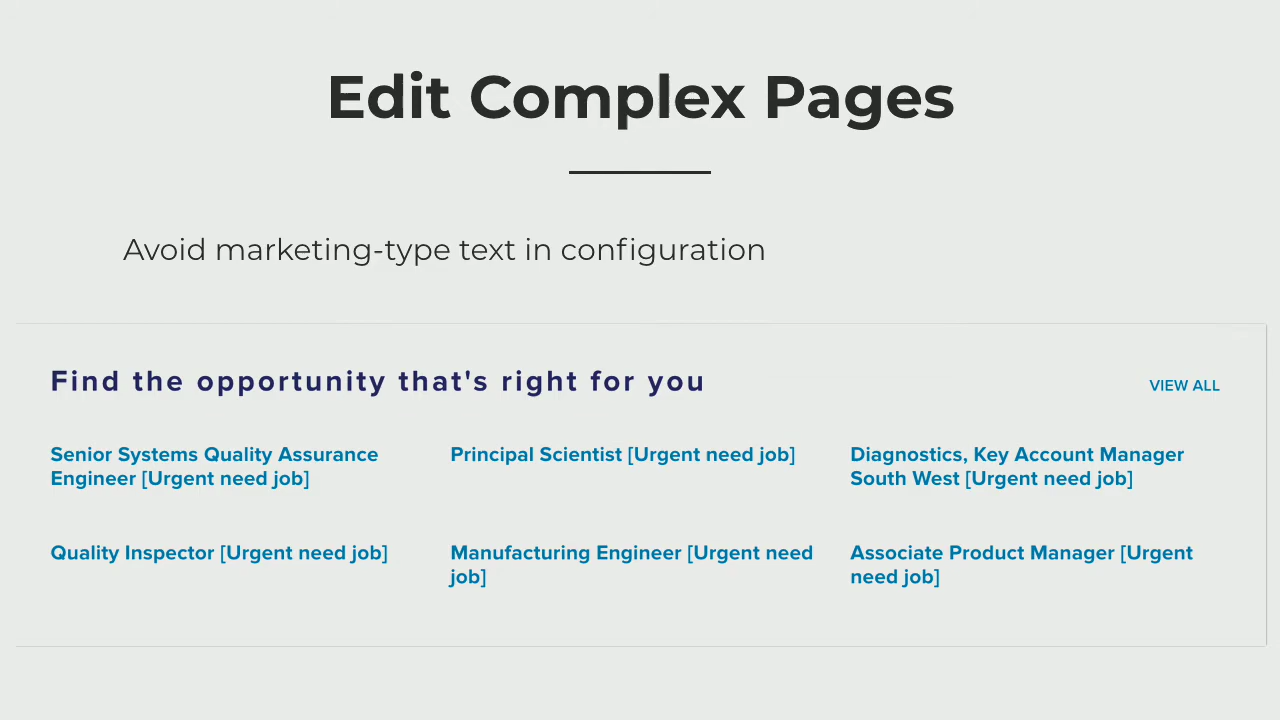 Edit Complex Pages
Avoid marketing-type text in configuration
Find the opportunity that's right for you
VIEW ALL
Senior Systems Quality Assurance
Engineer [Urgent need job]
Principal Scientist [Urgent need job]
Diagnostics, Key Account Manager
South West [Urgent need job]
Quality Inspector [Urgent need job]
Manufacturing Engineer [Urgent need
job]
Associate Product Manager [Urgent
need job]